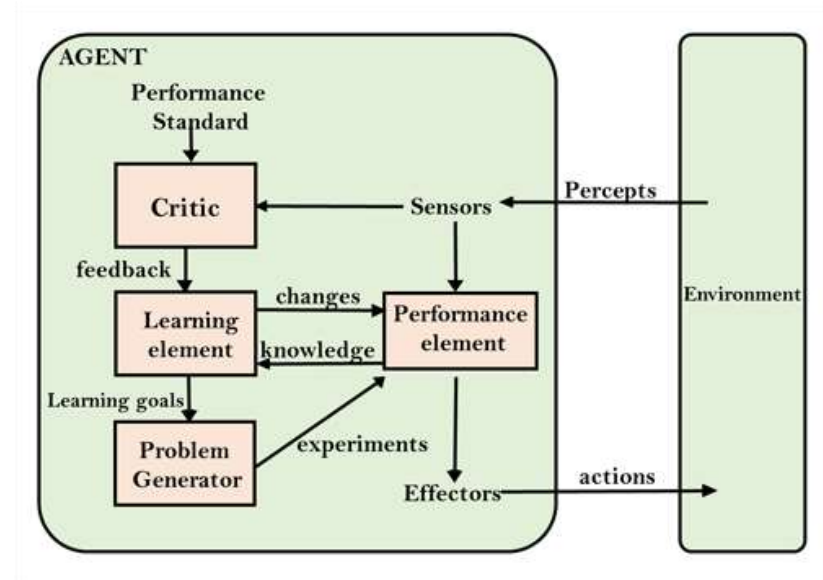 AGENT
Performance
Standard
Critic
Sensors
Percepts
feedback
changes
Environment
Learning
element
Performance
element
knowledge
Learning goals
Problem
Generator
experiments
Effectors
actions